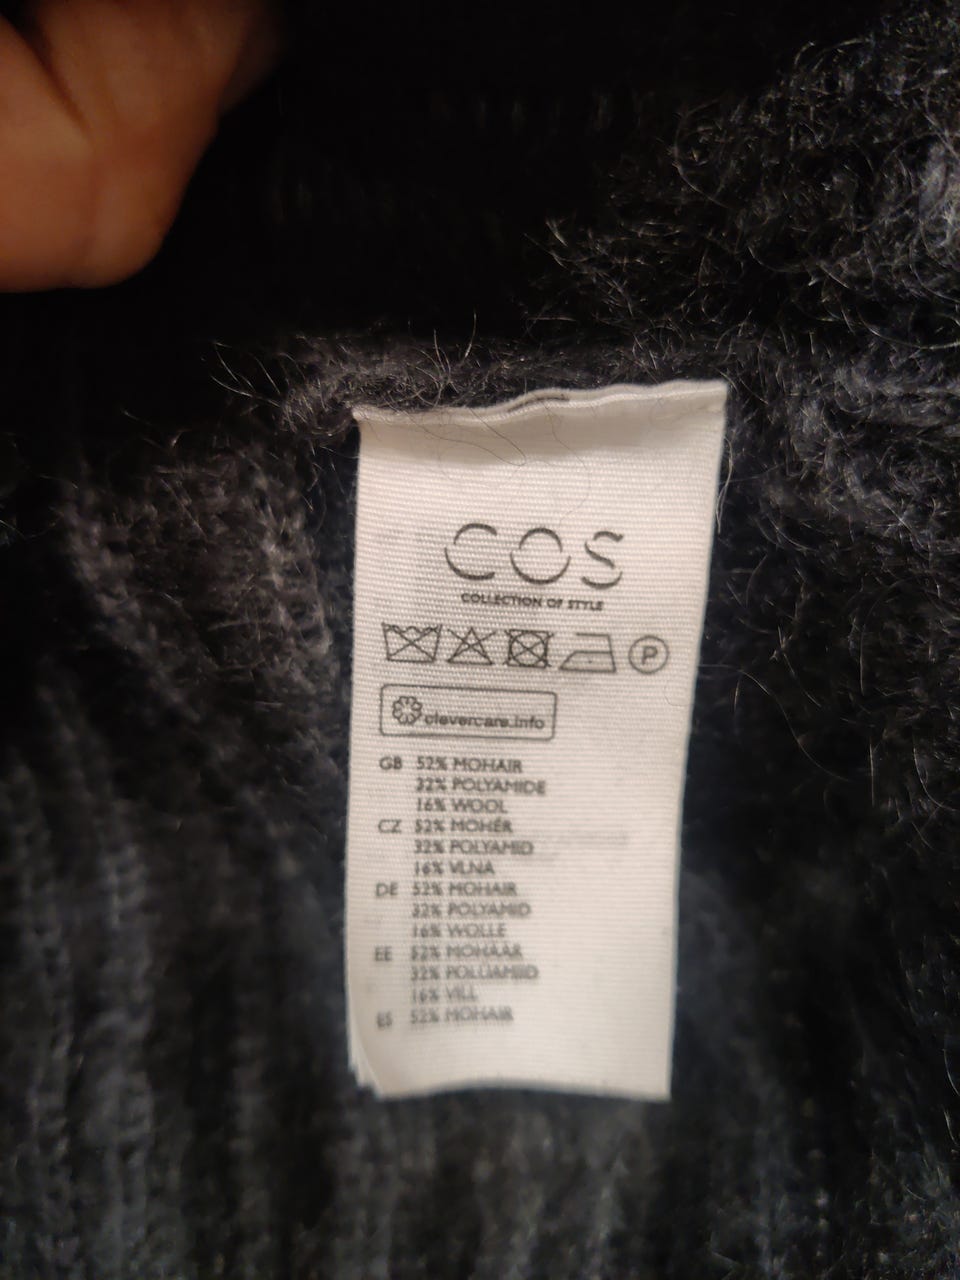 COS
COLLECTION OF STYLE
P
clevercare.info
GB 52% MOHAIR
32% POLYAMIDE
16% WOOL
CZ 52% MOHÉR
32% POLYAMID
16% VLNA
DE 52% MOHAIR
32% POLYAMID
16% WOLLE
EE 52% MOHÄÄR
32% POLÜAMIID
16% VILL
ES 52% MOHAIR